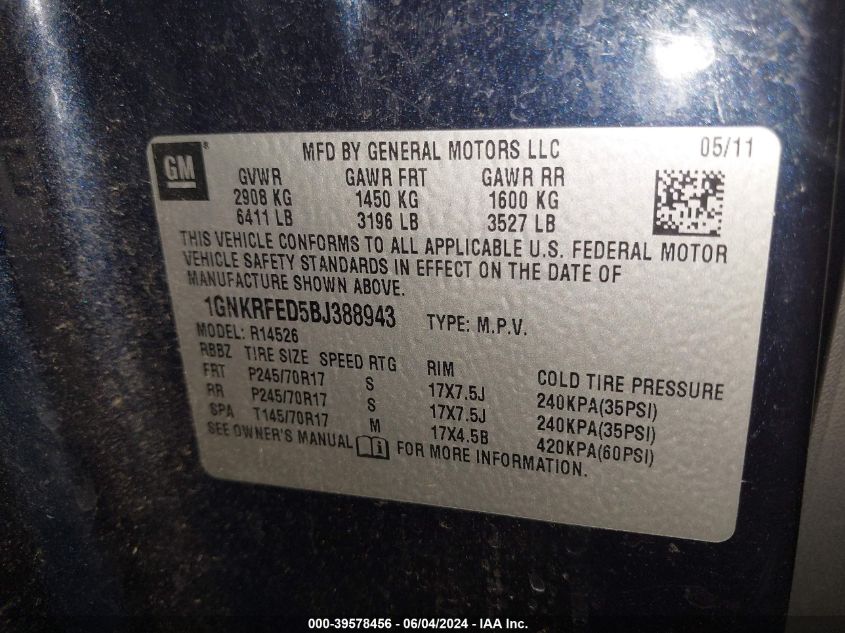 GM
MFD BY GENERAL MOTORS LLC 05/11
GVWR GAWR FRT GAWR RR
2908 KG 1450 KG 1600 KG
6411 LB 3196 LB 3527 LB
THIS VEHICLE CONFORMS TO ALL APPLICABLE U.S. FEDERAL MOTOR
VEHICLE SAFETY STANDARDS IN EFFECT ON THE DATE OF
MANUFACTURE SHOWN ABOVE.
1GNKRFED5BJ388943 TYPE: M.P.V.
MODEL: R14526
RBBZ TIRE SIZE SPEED RTG RIM COLD TIRE PRESSURE
FRT P245/70R17 S 17X7.5J 240KPA(35PSI)
RR P245/70R17 S 17X7.5J 240KPA(35PSI)
SPA T145/70R17 M 17X4.5B 420KPA(60PSI)
SEE OWNER'S MANUAL FOR MORE INFORMATION.
000-39578456 - 06/04/2024 - IAA Inc.